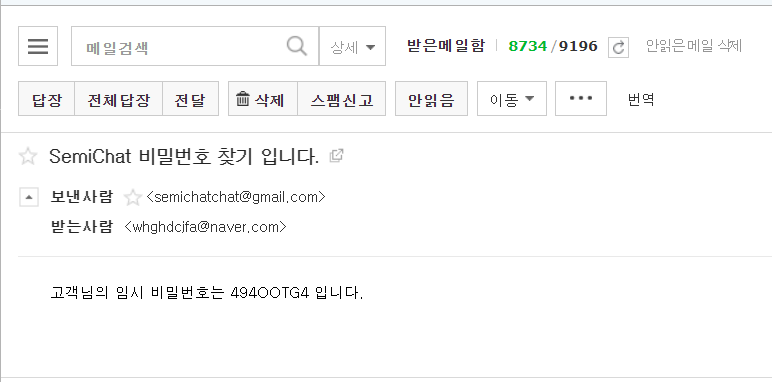 메일검색 상세 받은메일함 8734/9196 안읽은메일 삭제
답장 전체답장 전달 삭제 스팸신고 안읽음 이동 번역
SemiChat 비밀번호 찾기 입니다.
보낸사람 <semichatchat@gmail.com>
받는사람 <whghdcjfa@naver.com>
고객님의 임시 비밀번호는 494OOTG4 입니다.